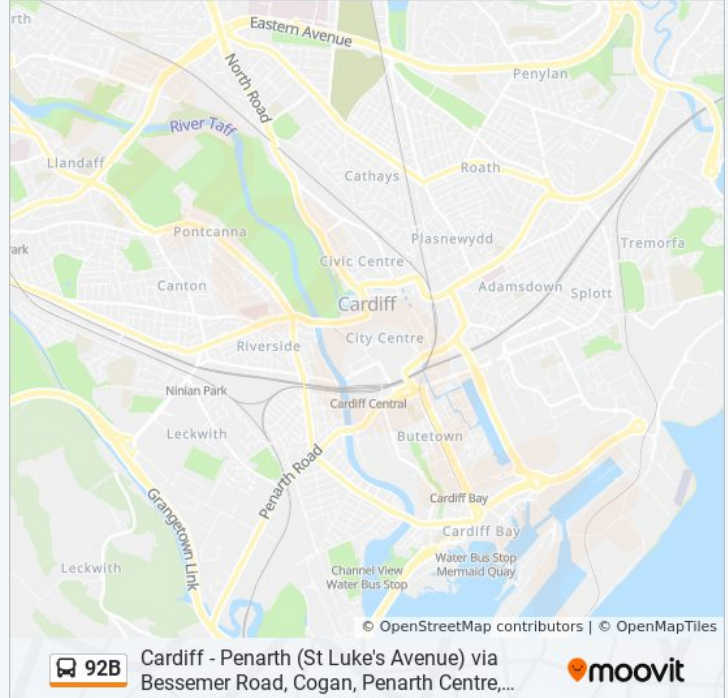 rth
Eastern Avenue
North Road
Penylan
River Taff
Llandaff
Cathays
Roath
Pontcanna
Plasnewydd
ark
Civic Centre
Tremorfa
Canton
Adamsdown
Splott
Cardiff
City Centre
Riverside
Ninian Park
Cardiff Central
Leckwith
Butetown
Penarth Road
Grangetown Link
Cardiff Bay
Cardiff Bay
Leckwith
Channel View
Water Bus Stop
Water Bus Stop
Mermaid Quay
© OpenStreetMap contributors | © OpenMapTiles
92B
Cardiff - Penarth (St Luke's Avenue) via
Bessemer Road, Cogan, Penarth Centre,...
moovit